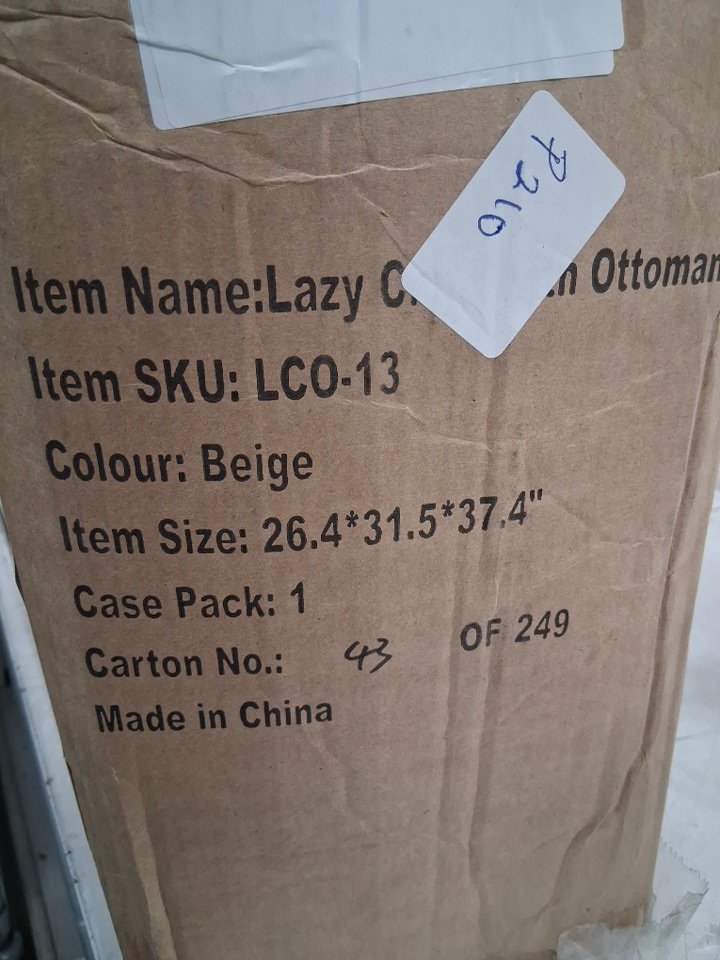 P210
Item Name:Lazy C Ottoman
Item SKU: LCO-13
Colour: Beige
Item Size: 26.4*31.5*37.4"
Case Pack: 1
Carton No.: 43 OF 249
Made in China